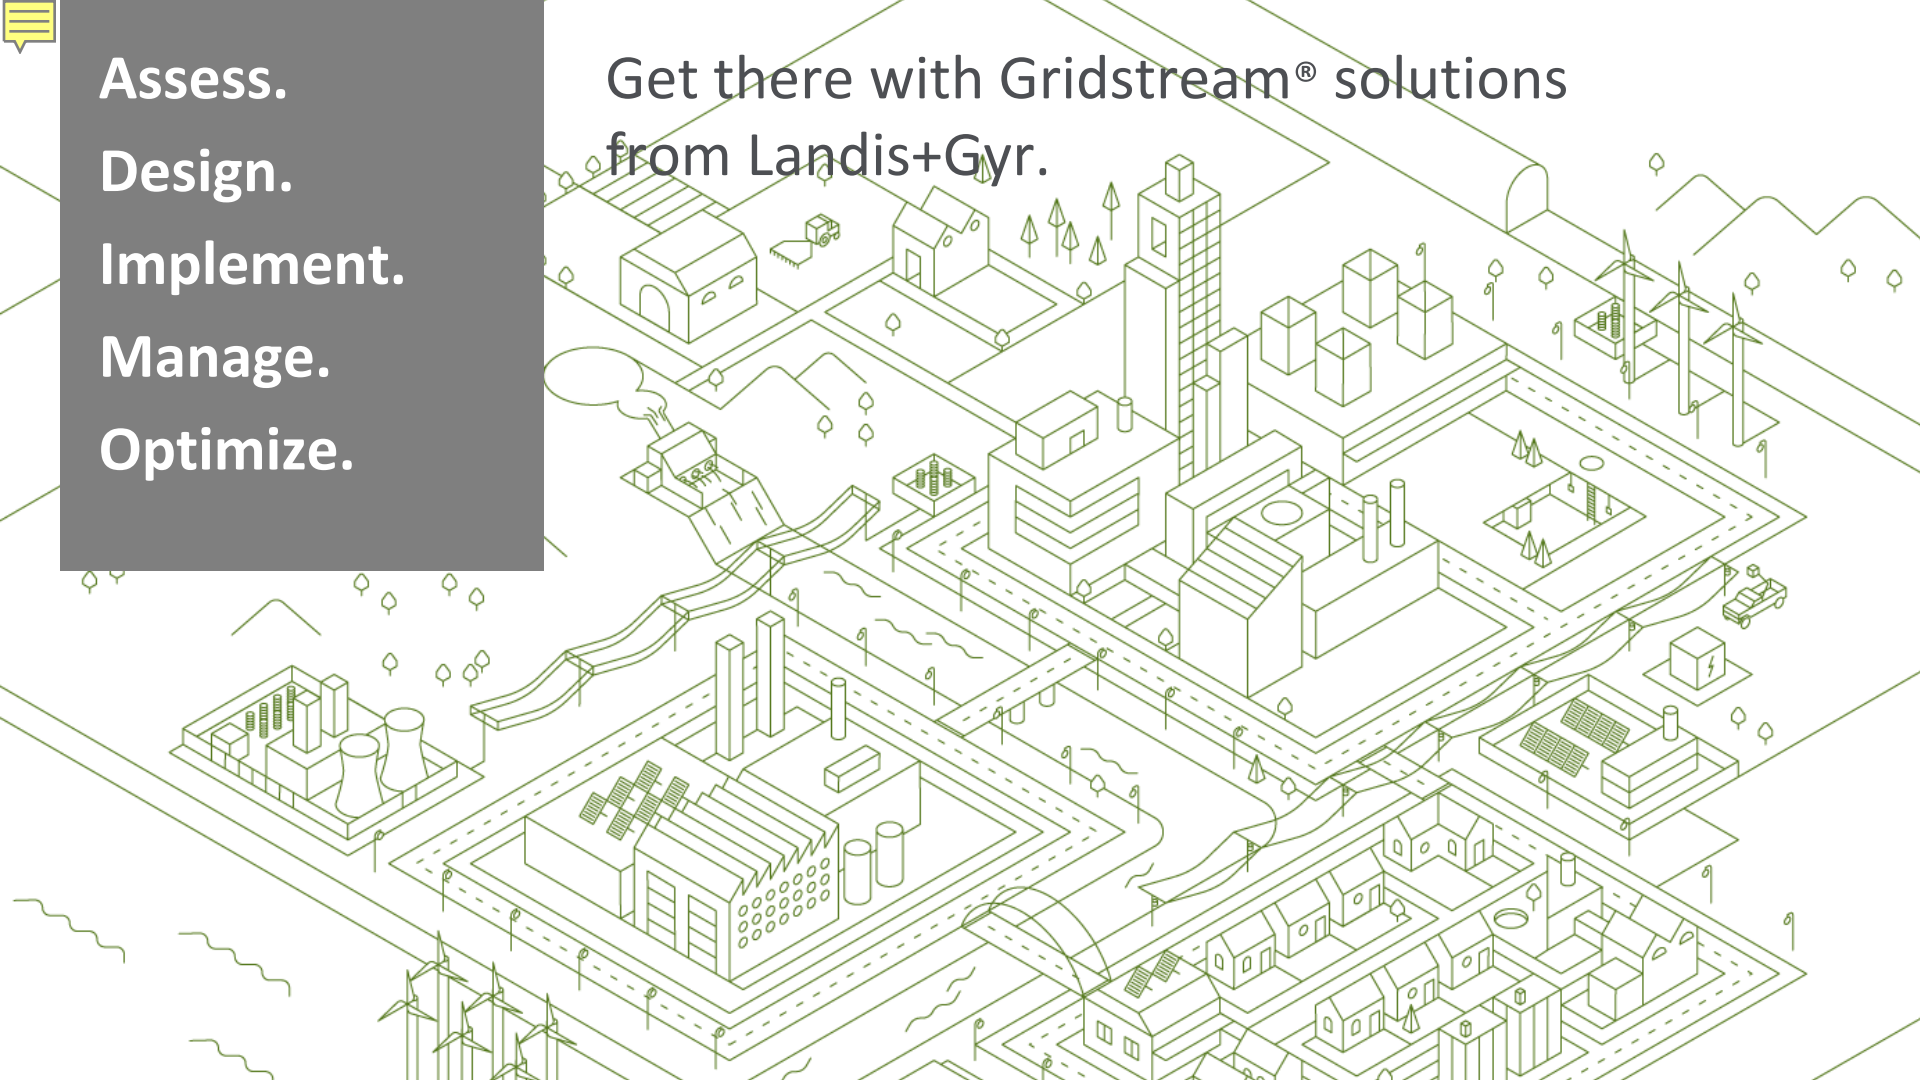 Assess.
Design.
Implement.
Manage.
Optimize.
Get there with Gridstream® solutions
from Landis+Gyr.